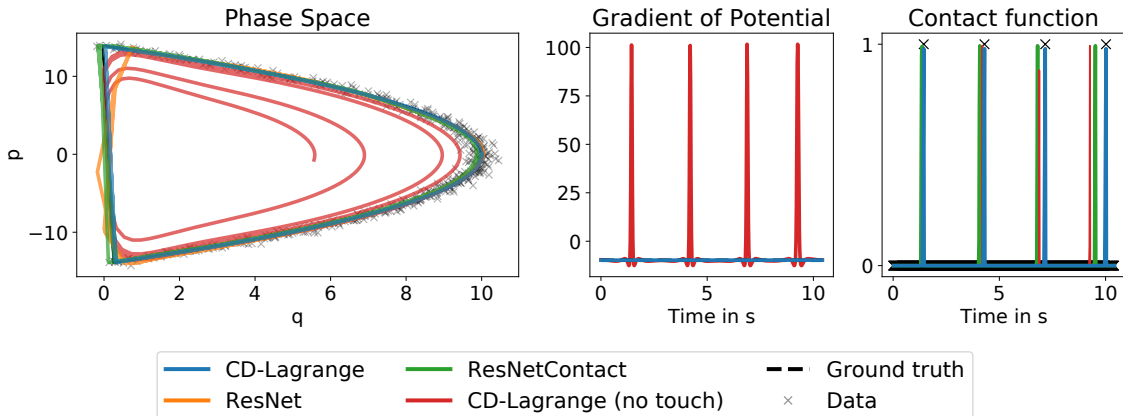 Phase Space
Gradient of Potential
Contact function
p
10
0
−10
0
2
4
6
8
10
q
100
75
50
25
0
0
5
10
Time in s
1
0
0
5
10
Time in s
CD-Lagrange
ResNet
ResNetContact
CD-Lagrange (no touch)
Ground truth
Data